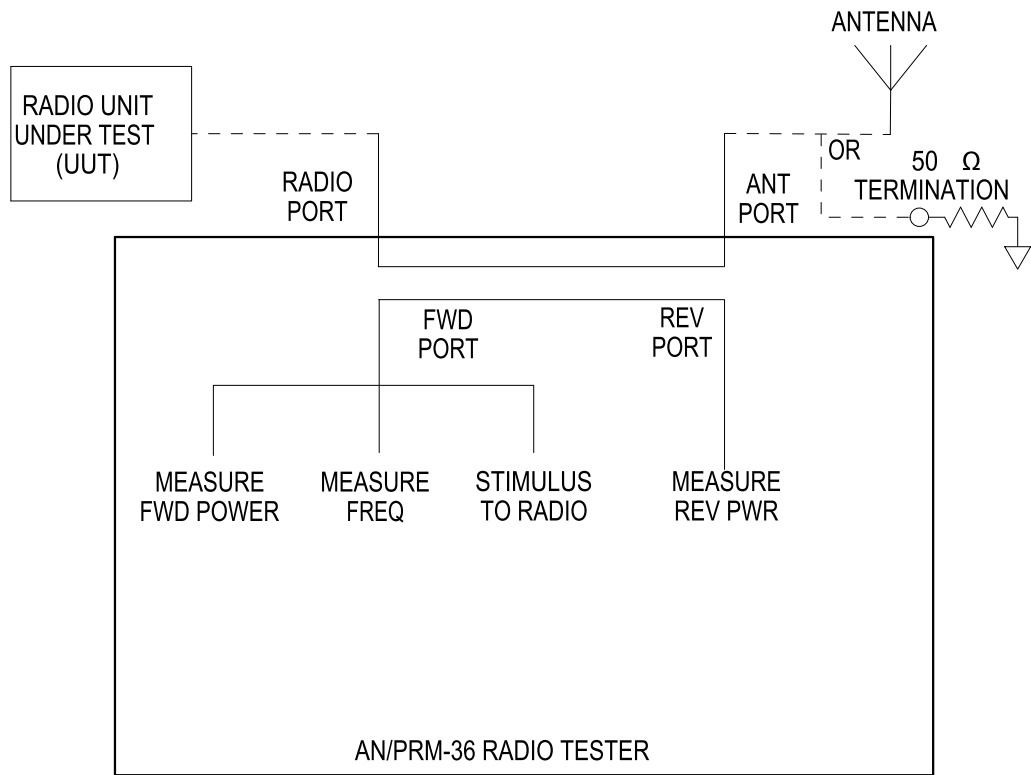 ANTENNA
RADIO UNIT
UNDER TEST
(UUT)
OR
50 Ω
TERMINATION
RADIO
PORT
ANT
PORT
FWD
PORT
REV
PORT
MEASURE
FWD POWER
MEASURE
FREQ
STIMULUS
TO RADIO
MEASURE
REV PWR
AN/PRM-36 RADIO TESTER